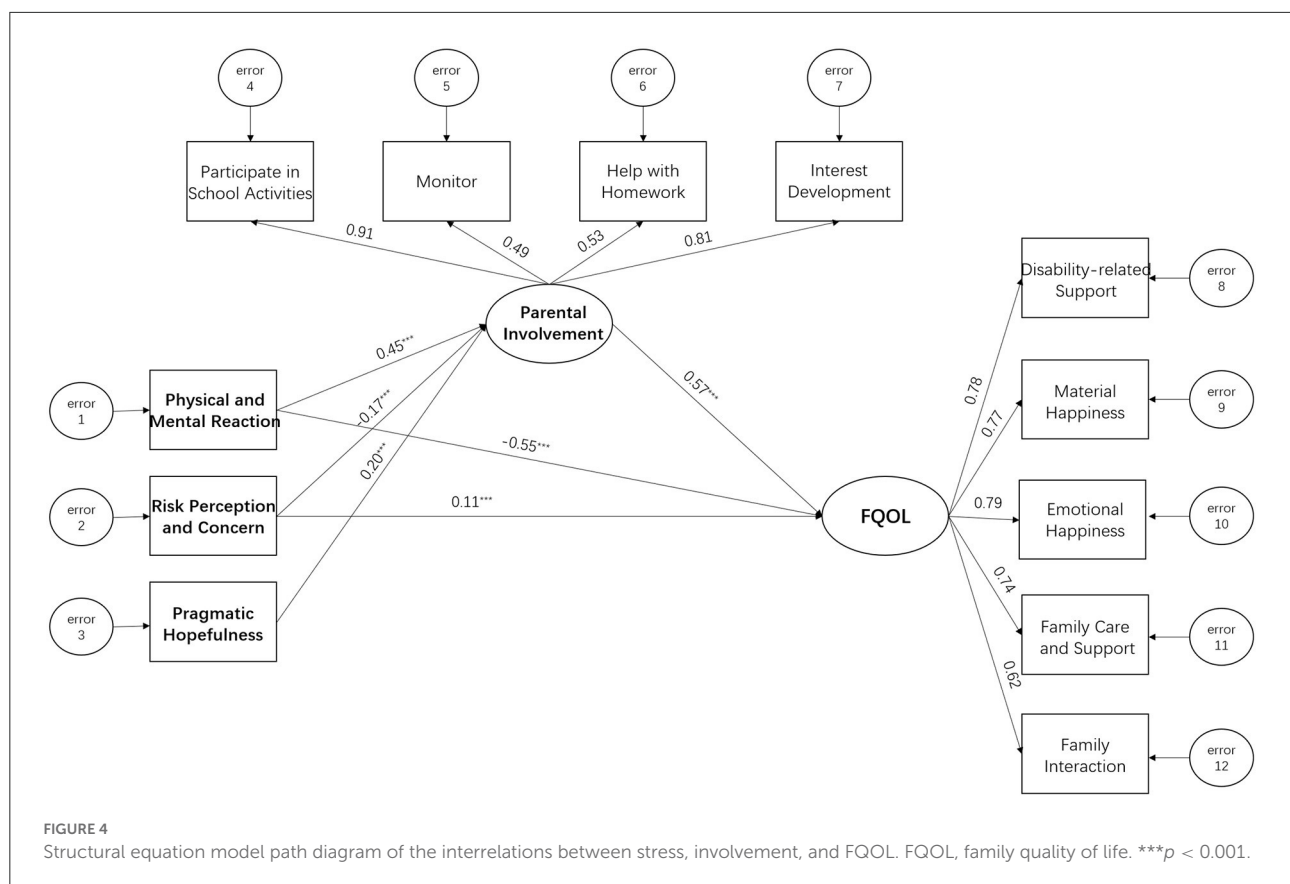 error
4
error
5
error
6
error
7
Participate in
School Activities
Monitor
Help with
Homework
Interest
Development
0.91
0.49
0.53
0.81
Parental
Involvement
Disability-related
Support
error
8
0.45***
-0.17***
0.20***
0.57***
0.78
error
1
Physical and
Mental Reaction
Material
Happiness
error
9
-0.55***
0.77
error
2
Risk Perception
and Concern
0.11***
FQOL
0.79
Emotional
Happiness
error
10
error
3
Pragmatic
Hopefulness
0.74
Family Care
and Support
error
11
0.62
Family
Interaction
error
12
FIGURE 4
Structural equation model path diagram of the interrelations between stress, involvement, and FQOL. FQOL, family quality of life. ***p < 0.001.